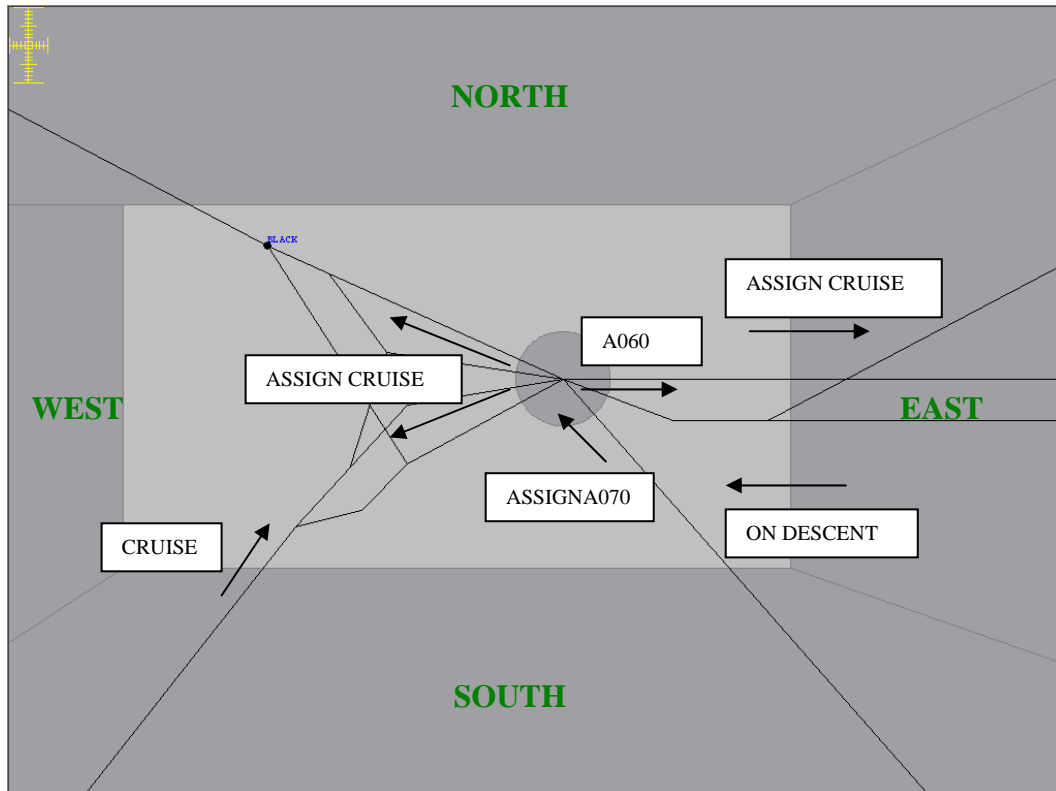 NORTH
BLACK
ASSIGN CRUISE
A060
ASSIGN CRUISE
WEST
EAST
ASSIGNA070
CRUISE
ON DESCENT
SOUTH